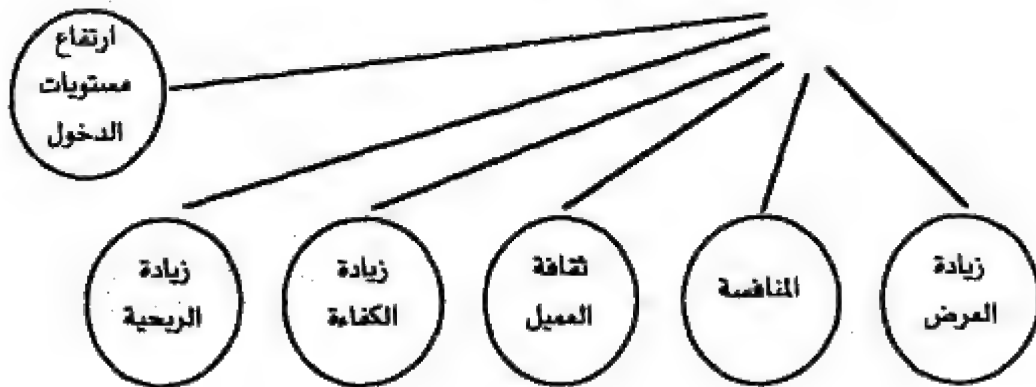 ارتفاع
مستويات
الدخول
زيادة
العرض
المنافسة
ثقافة
العميل
زيادة
الكفاءة
زيادة
الربحية